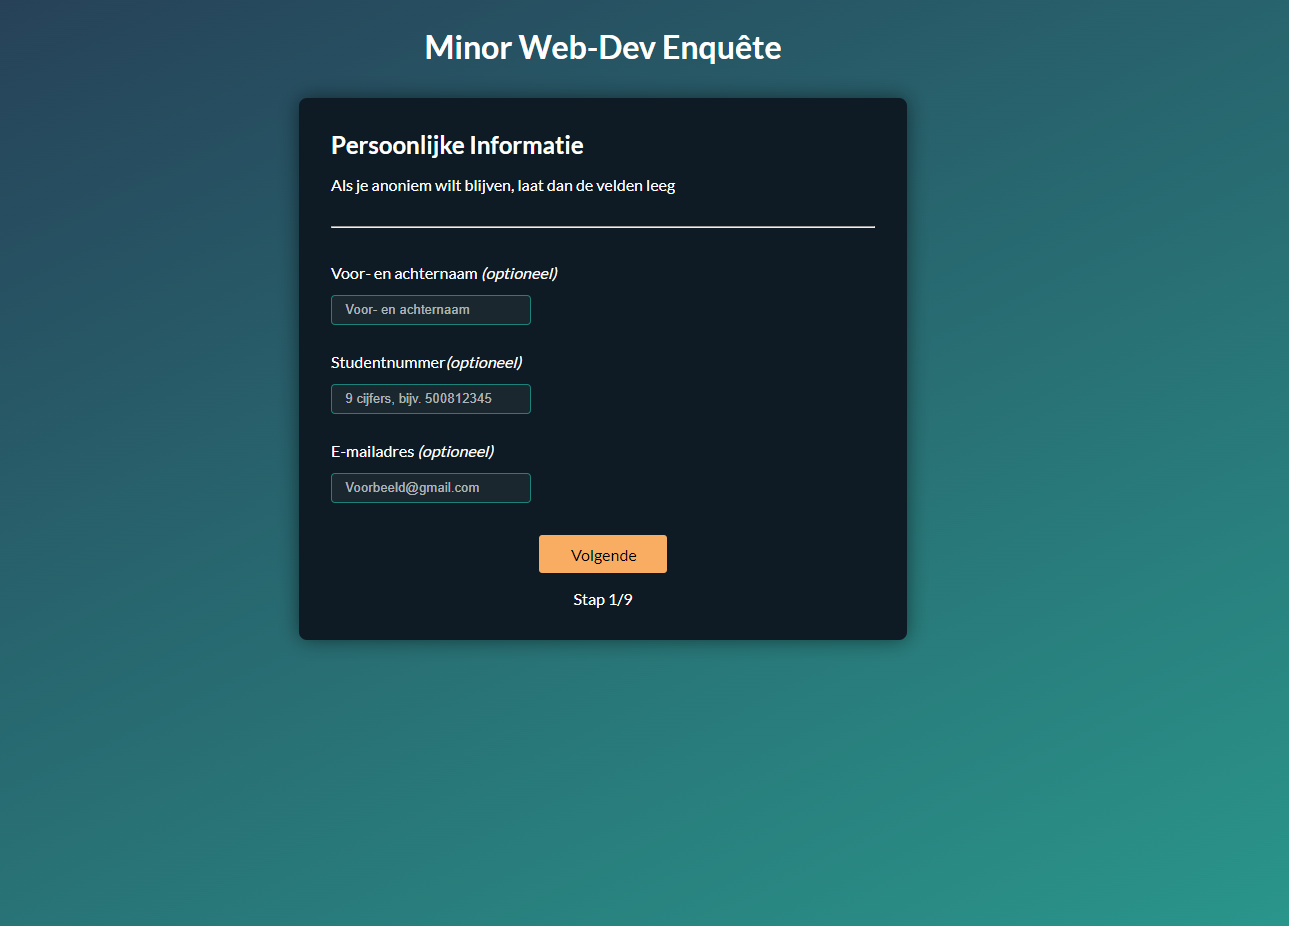 Minor Web-Dev Enquête
Persoonlijke Informatie
Als je anoniem wilt blijven, laat dan de velden leeg
Voor- en achternaam (optioneel)
Voor- en achternaam
Studentnummer(optioneel)
9 cijfers, bijv. 500812345
E-mailadres (optioneel)
Voorbeeld@gmail.com
Volgende
Stap 1/9